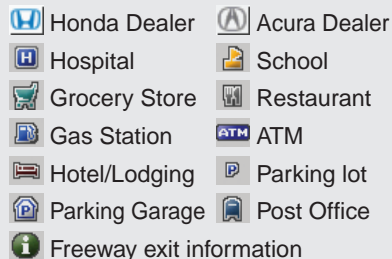 Honda Dealer Acura Dealer
H Hospital School
Grocery Store Restaurant
Gas Station ATM ATM
Hotel/Lodging P Parking lot
P Parking Garage Post Office
i Freeway exit information